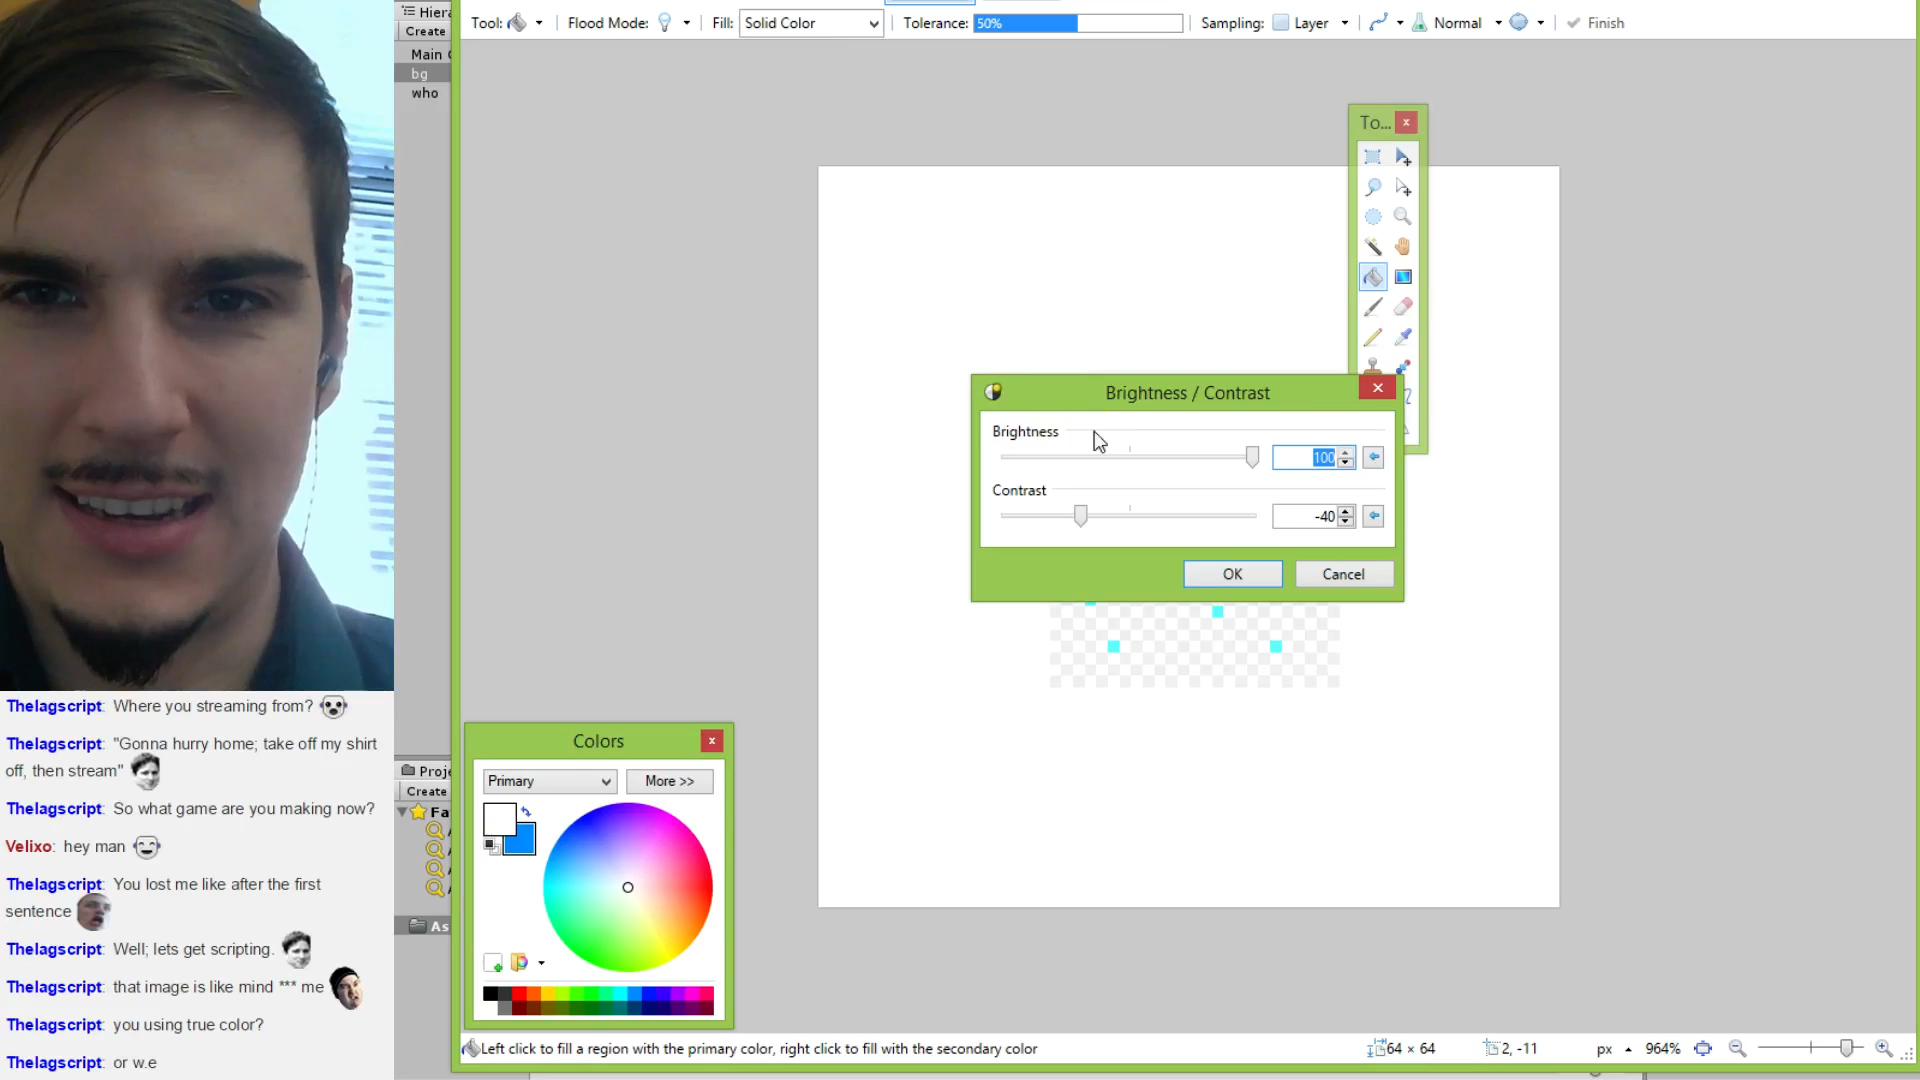 Hiera
Create
Main C
bg
who
Tool:
Flood Mode:
Fill: Solid Color
Tolerance: 50%
Sampling: Layer
Normal
Finish
To...
Brightness / Contrast
Brightness
100
Contrast
-40
OK
Cancel
Thelagscript: Where you streaming from?
Thelagscript: "Gonna hurry home; take off my shirt
off, then stream"
Thelagscript: So what game are you making now?
Velixo: hey man
Thelagscript: You lost me like after the first
sentence
Thelagscript: Well; lets get scripting.
Thelagscript: that image is like mind *** me
Thelagscript: you using true color?
Thelagscript: or w.e
Proje
Create
Fa
As
Colors
Primary
More >>
Left click to fill a region with the primary color, right click to fill with the secondary color
64 × 64
2, -11
px
964%